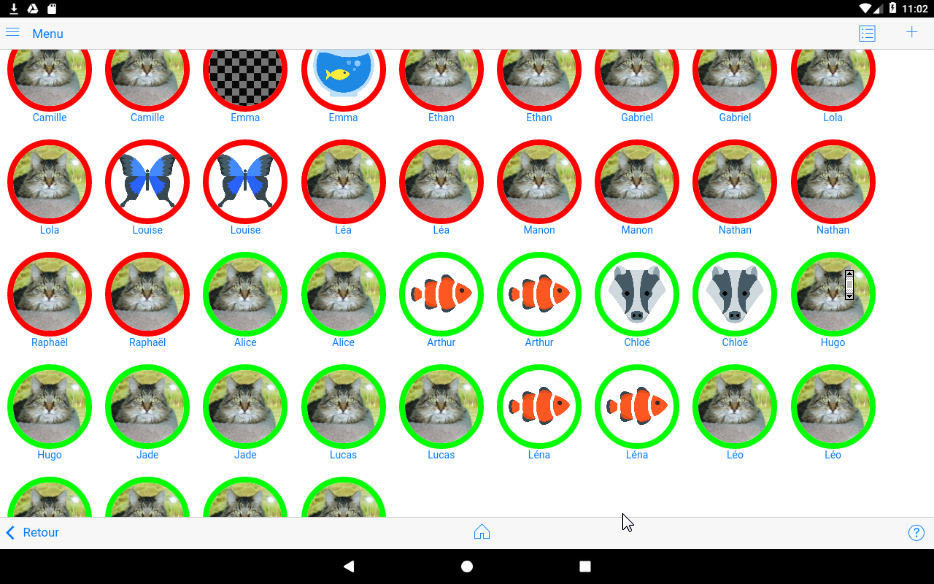 11:02
Menu
Camille Camille Emma Emma Ethan Ethan Gabriel Gabriel Lola
Lola Louise Louise Léa Léa Manon Manon Nathan Nathan
Raphaël Raphaël Alice Alice Arthur Arthur Chloé Chloé Hugo
Hugo Jade Jade Lucas Lucas Léna Léna Léo Léo
Retour ?